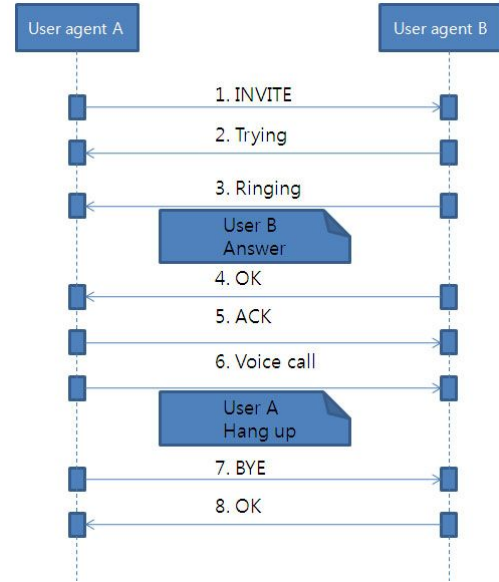 User agent A
User agent B
1. INVITE
2. Trying
3. Ringing
User B
Answer
4. OK
5. ACK
6. Voice call
User A
Hang up
7. BYE
8. OK